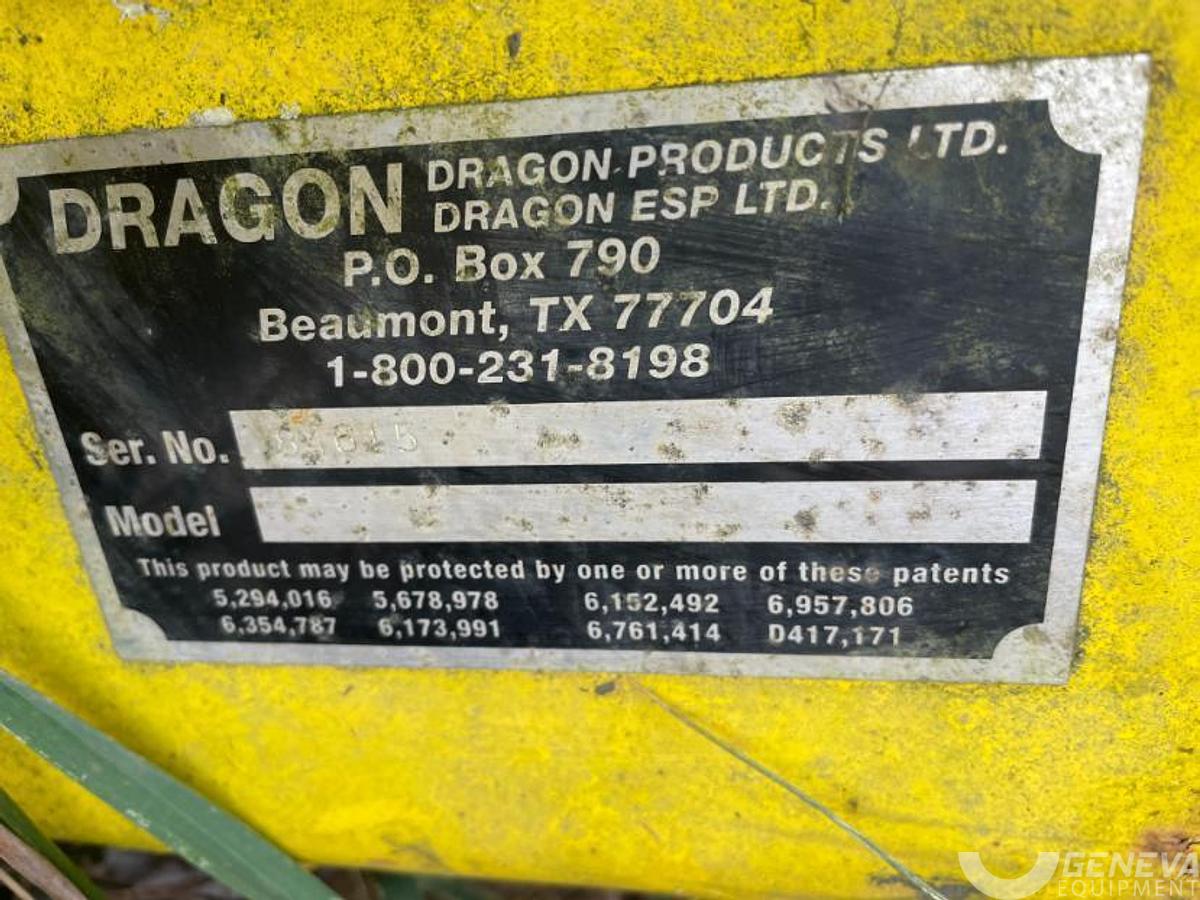 DRAGON DRAGON PRODUCTS LTD.
DRAGON ESP LTD.
P.O. Box 790
Beaumont, TX 77704
1-800-231-8198
Ser. No.
Model
This product may be protected by one or more of these patents
5,294,016 5,678,978 6,152,492 6,957,806
6,354,787 6,173,991 6,761,414 D417,171
GENEVA
EQUIPMENT